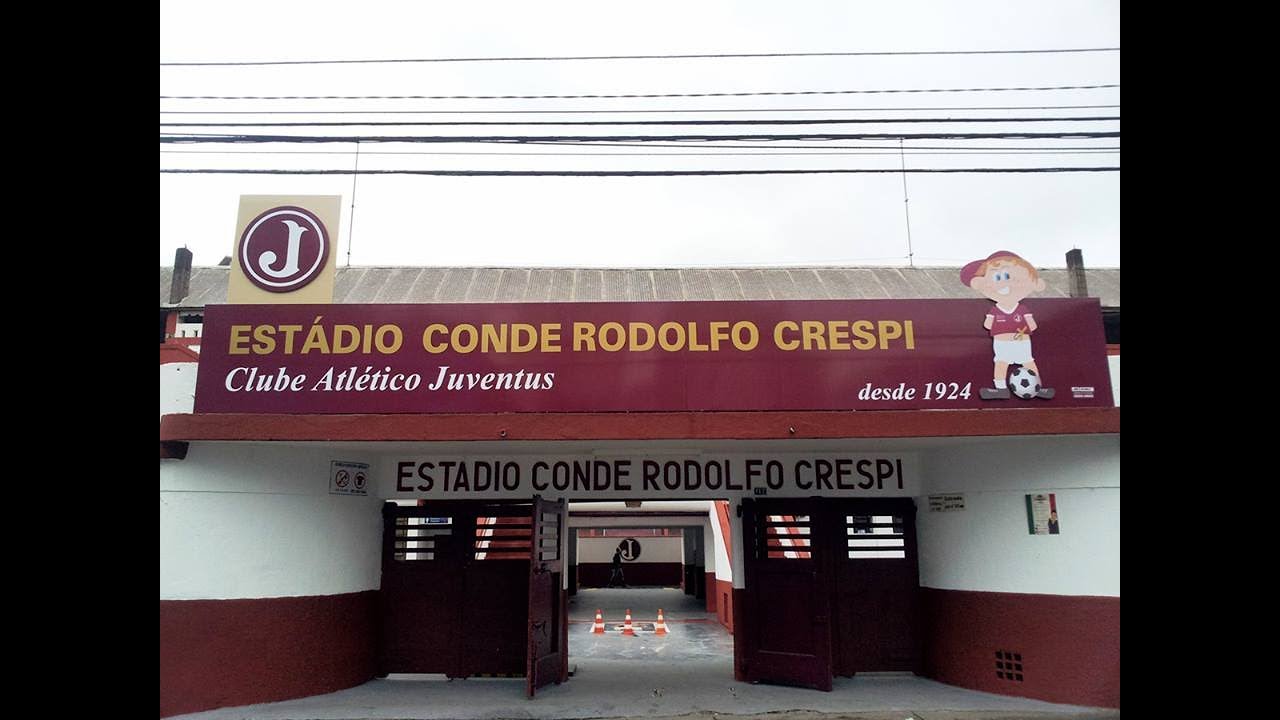 J
ESTÁDIO CONDE RODOLFO CRESPI
Clube Atlético Juventus
desde 1924
ESTADIO CONDE RODOLFO CRESPI
J